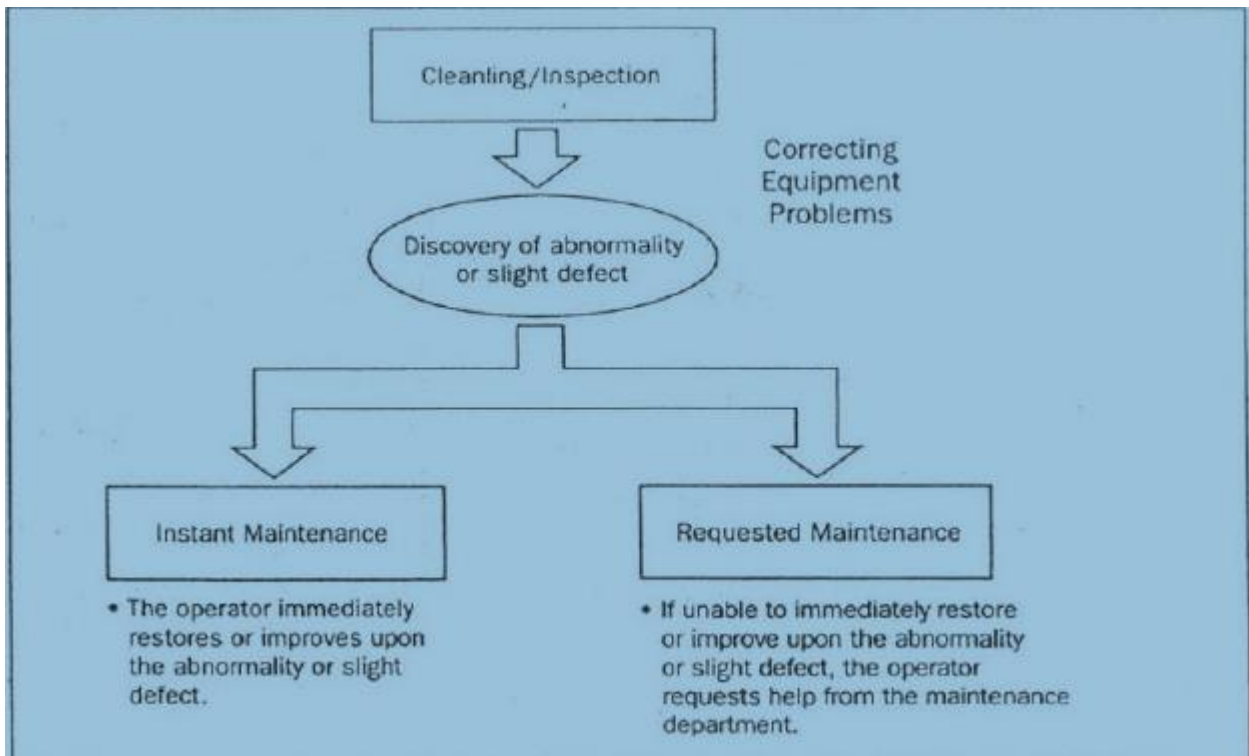 Cleanling/Inspection
Correcting
Equipment
Problems
Discovery of abnormality
or slight defect
Instant Maintenance
• The operator immediately
restores or improves upon
the abnormality or slight
defect.
Requested Maintenance
• If unable to immediately restore
or improve upon the abnormality
or slight defect, the operator
requests help from the maintenance
department.